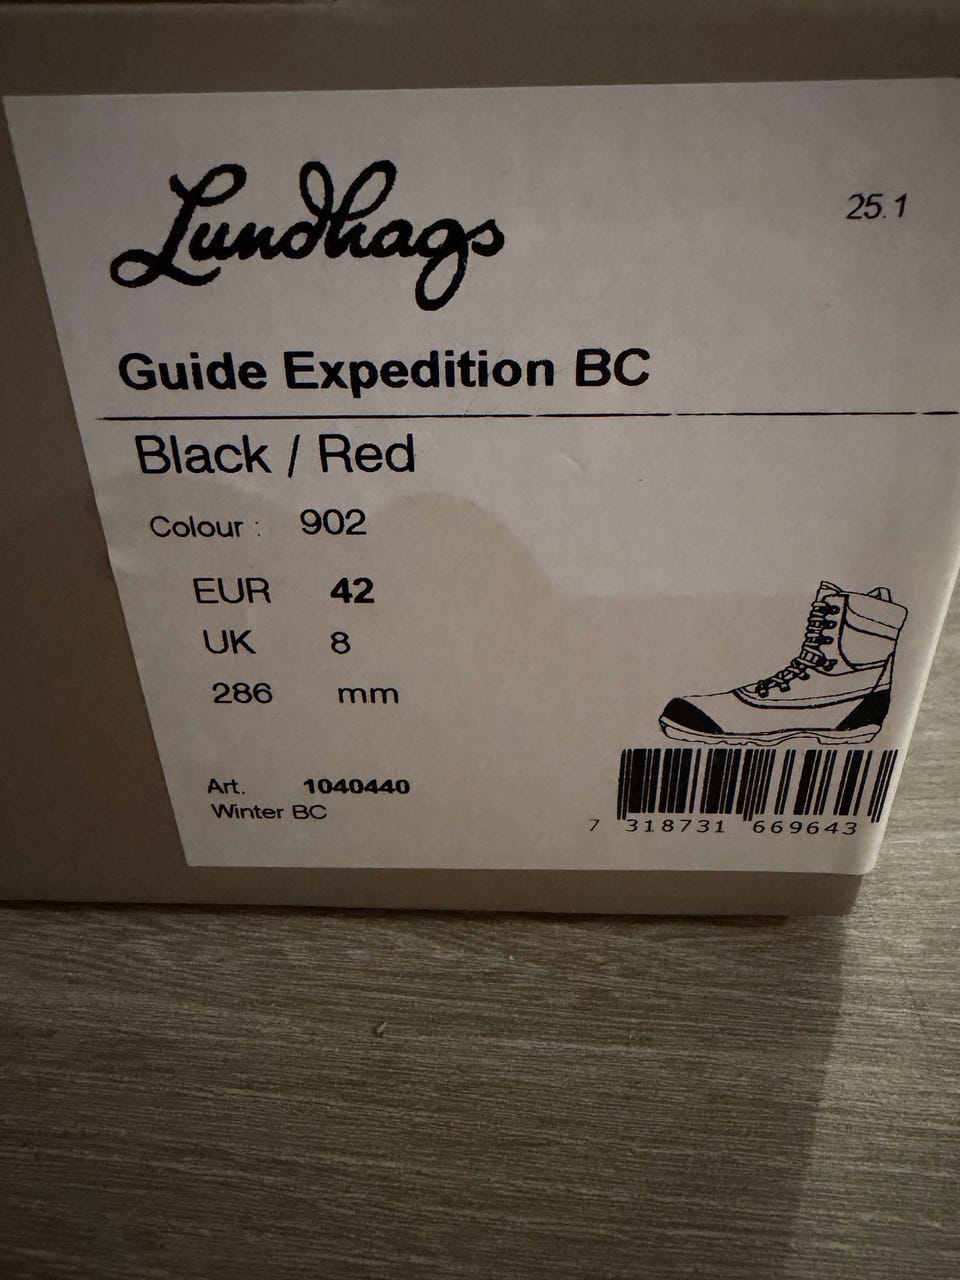 Lundhags
25.1
Guide Expedition BC
Black / Red
Colour : 902
EUR 42
UK 8
286 mm
Art. 1040440
Winter BC
7 318731 669643